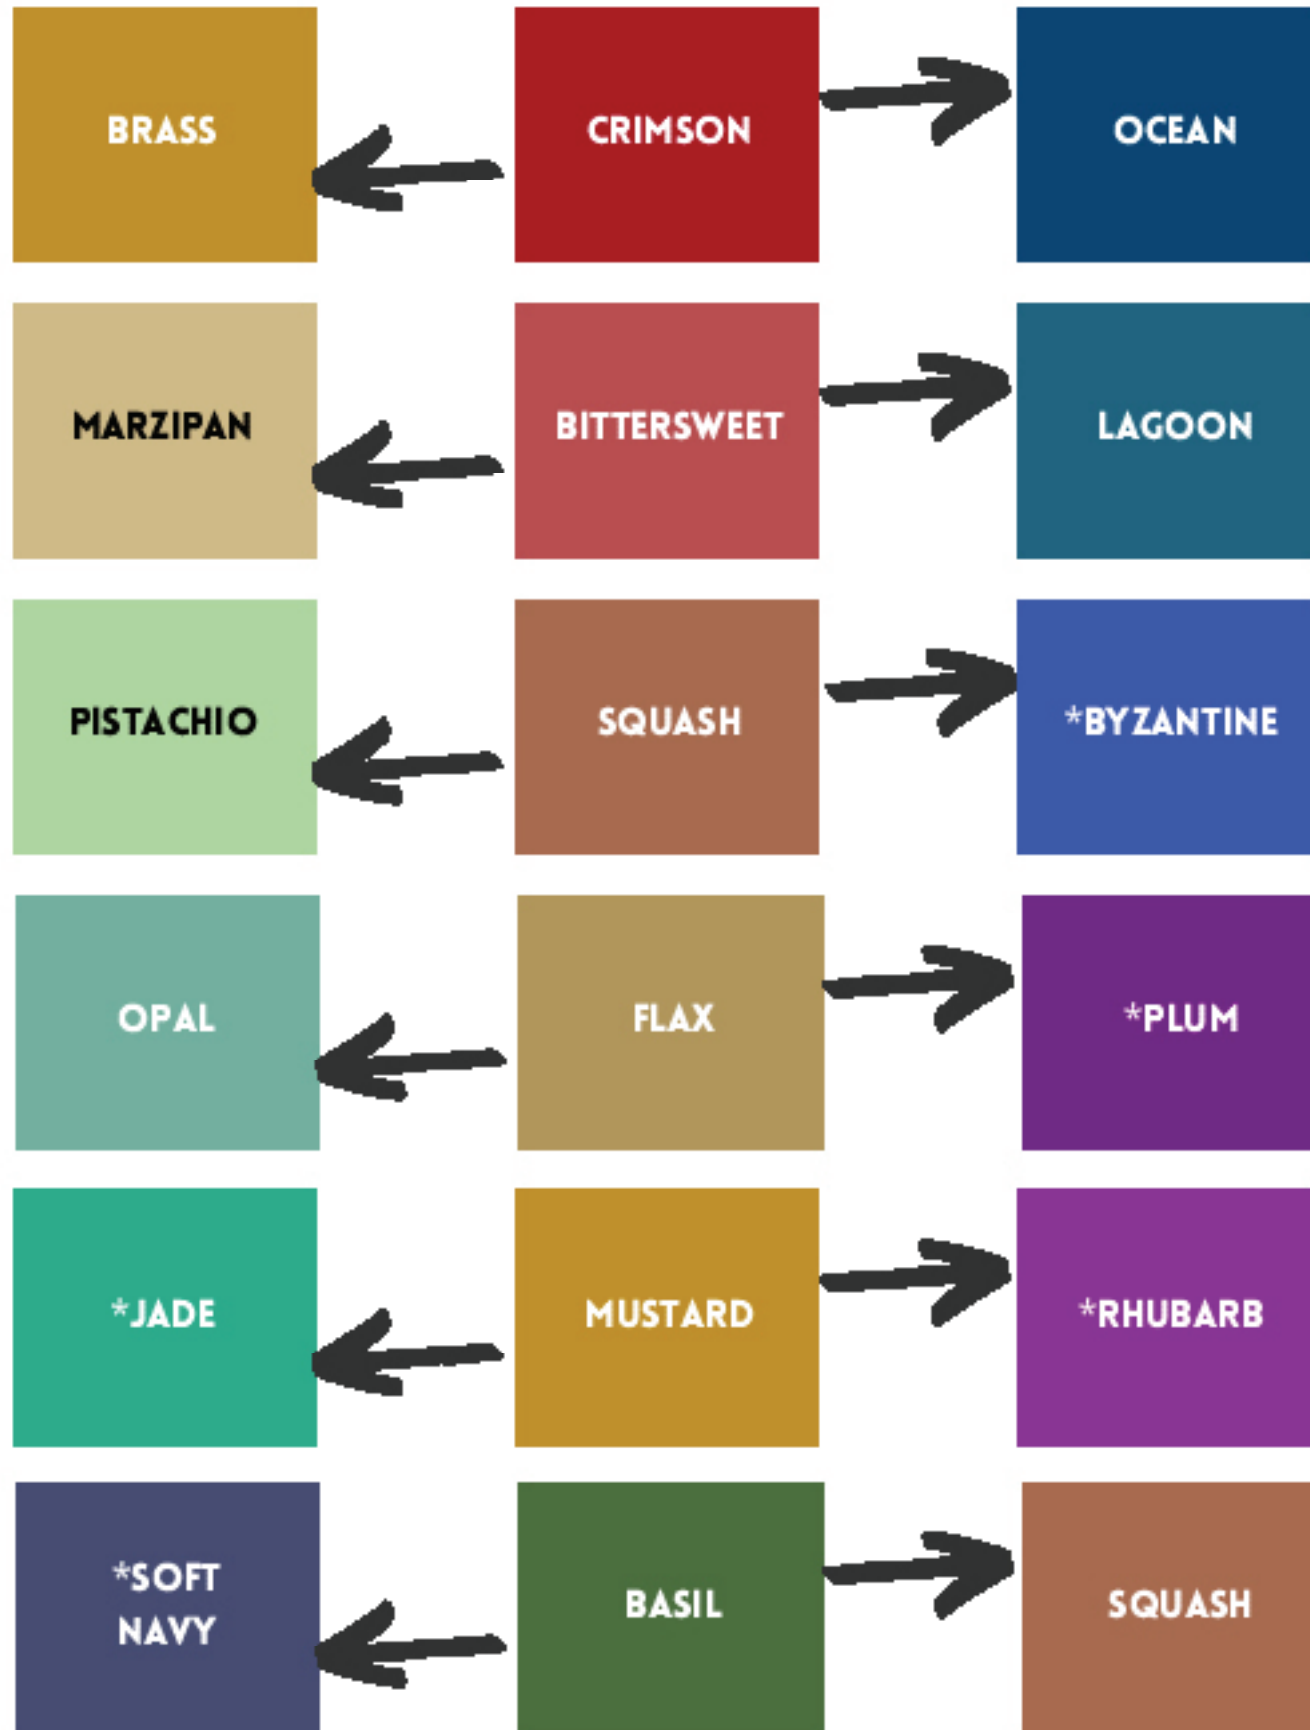 BRASS
CRIMSON
OCEAN
MARZIPAN
BITTERSWEET
LAGOON
PISTACHIO
SQUASH
*BYZANTINE
OPAL
FLAX
*PLUM
*JADE
MUSTARD
*RHUBARB
*SOFT
NAVY
BASIL
SQUASH